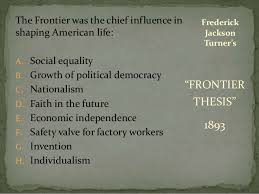 The Frontier was the chief influence in
shaping American life:
A. Social equality
B. Growth of political democracy
C. Nationalism
D. Faith in the future
E. Economic independence
F. Safety valve for factory workers
G. Invention
H. Individualism
Frederick
Jackson
Turner's
“FRONTIER
THESIS”
1893